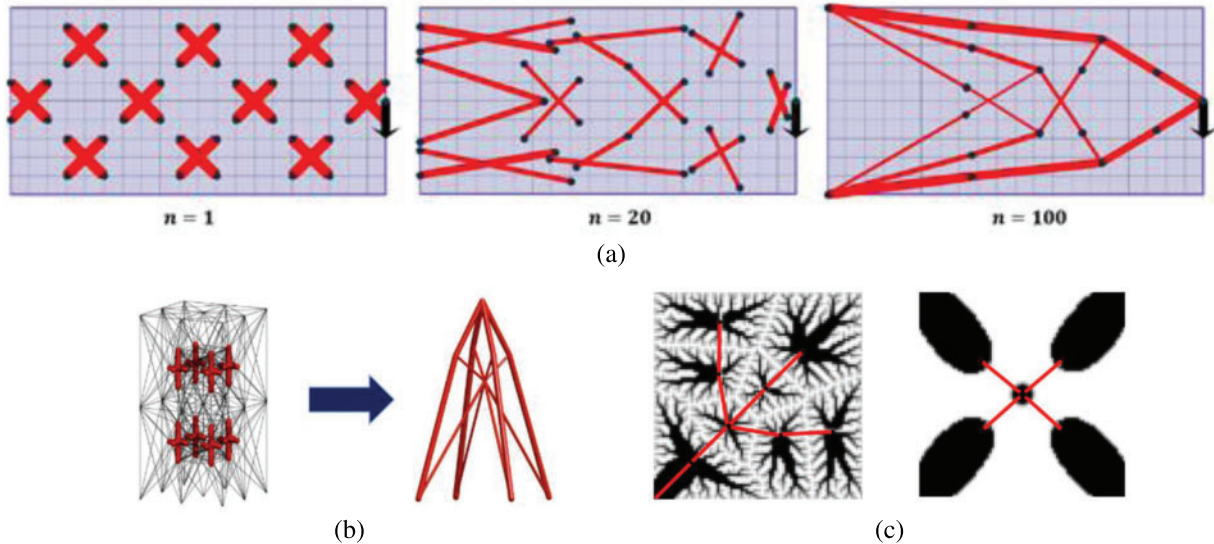 n = 1
n = 20
n = 100
(a)
(b)
(c)